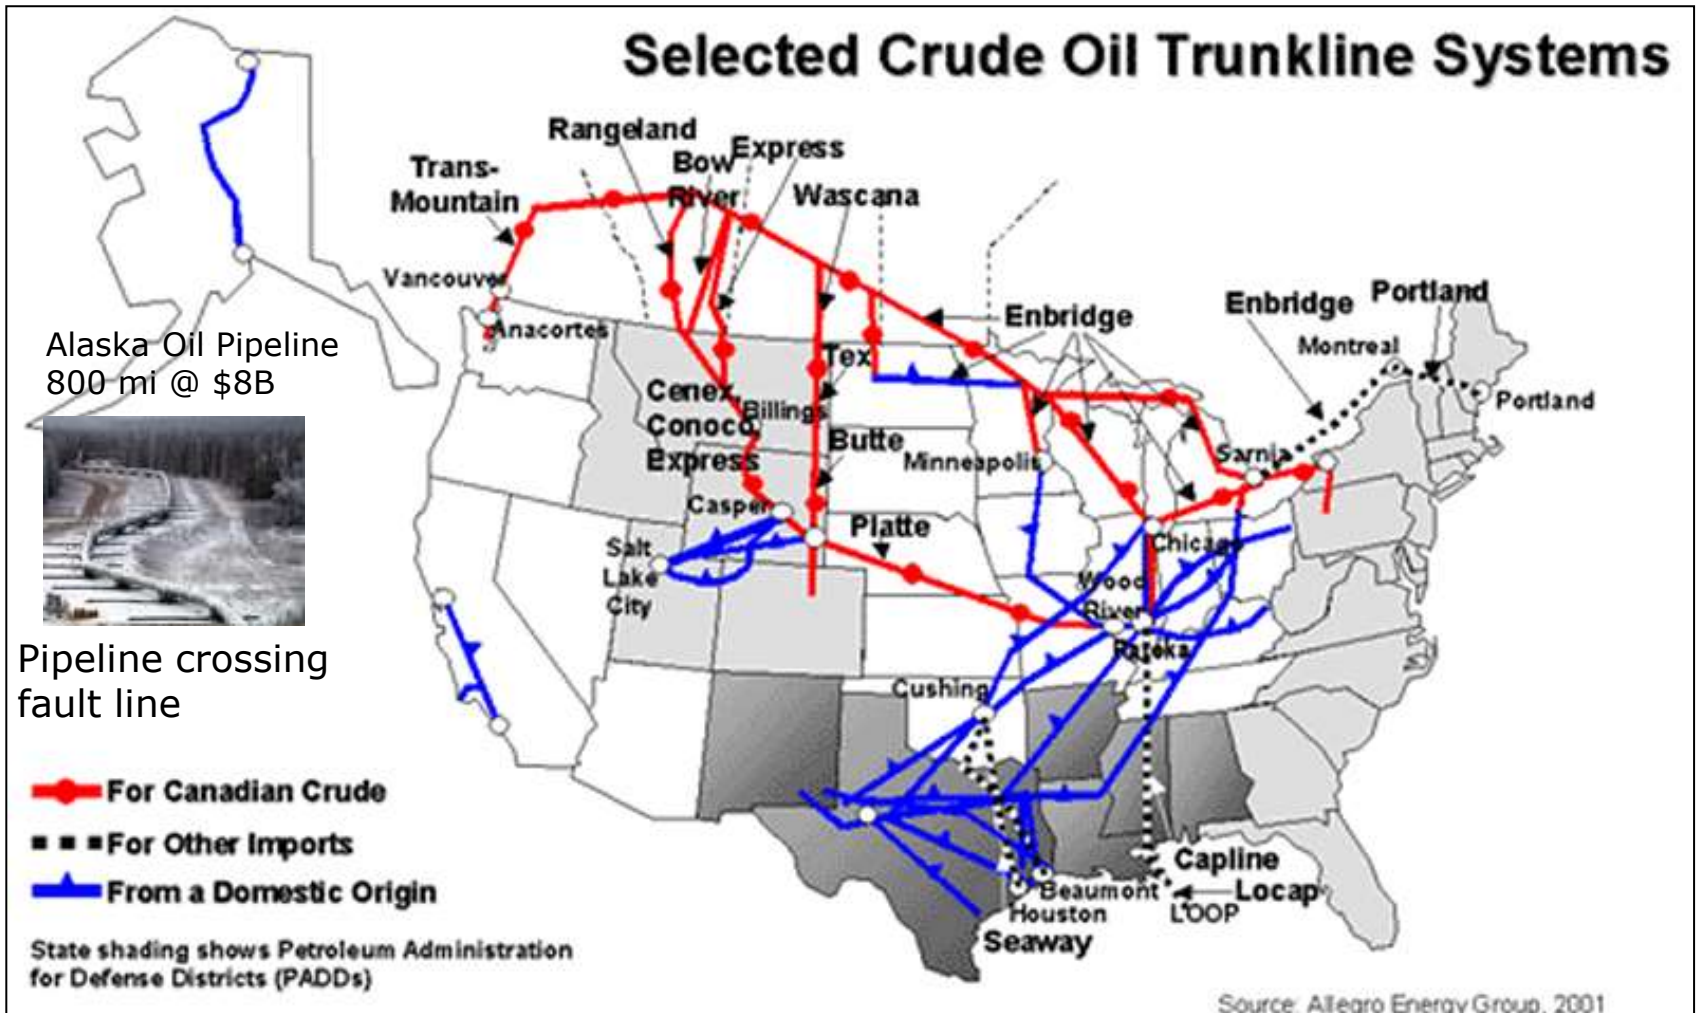 Selected Crude Oil Trunkline Systems
Rangeland
Bow
River
Express
Trans-
Mountain
Wascana
Vancouver
Anacortes
Enbridge
Enbridge
Portland
Montreal
Portland
Alaska Oil Pipeline
800 mi @ $8B
Tex
Cenex,
Conoco,
Express
Billings
Butte
Minneapolis
Sarnia
Casper
Platte
Salt
Lake
City
Chicago
Wood
River
Patoka
Pipeline crossing
fault line
Cushing
For Canadian Crude
For Other Imports
From a Domestic Origin
Capline
Locap
LOOP
Beaumont
Houston
Seaway
State shading shows Petroleum Administration
for Defense Districts (PADDs)
Source: Allegro Energy Group, 2001